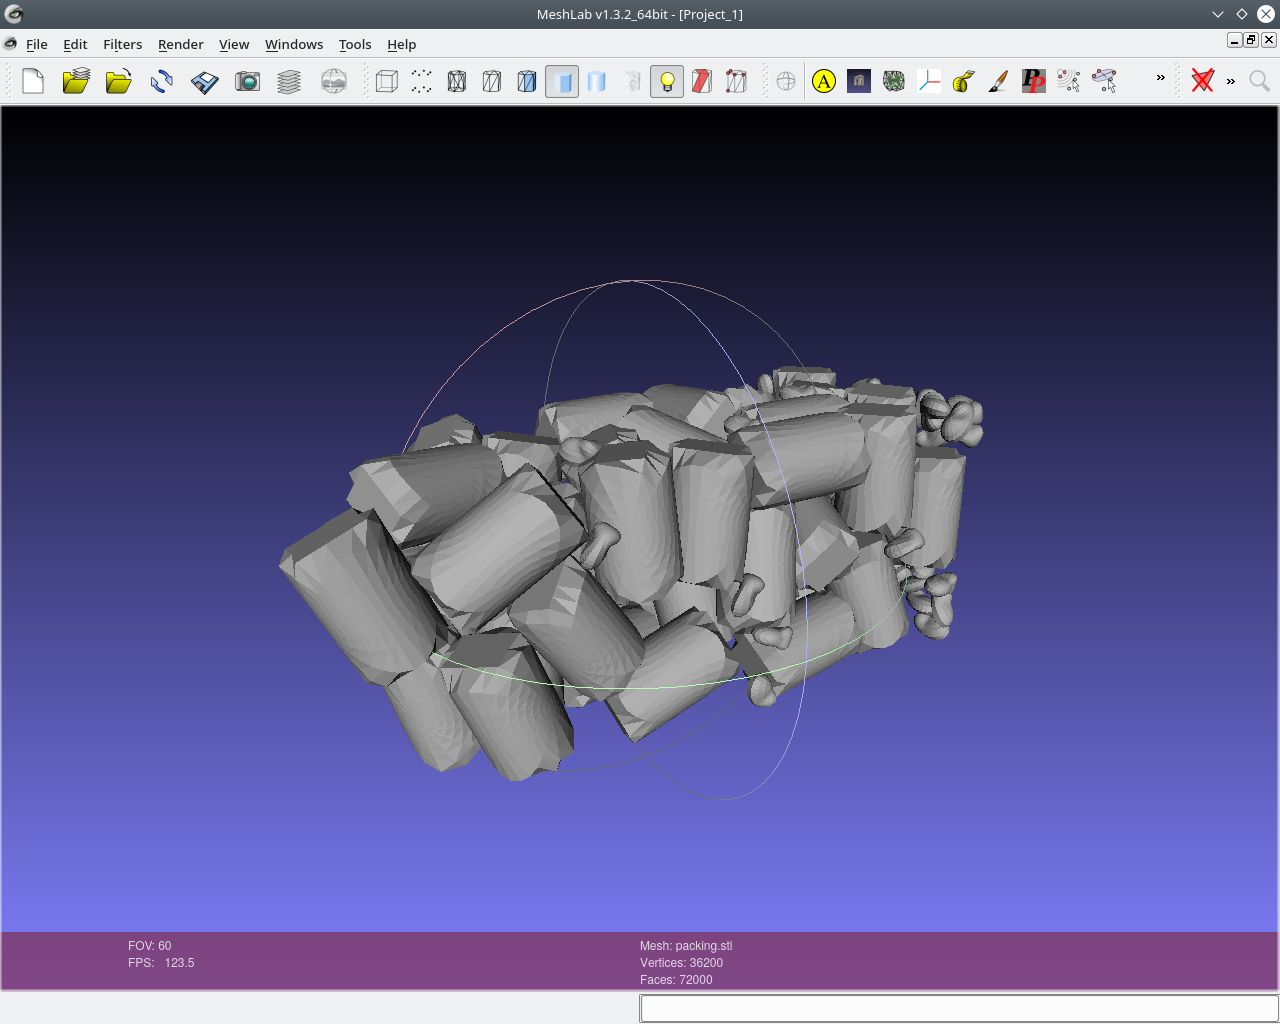 MeshLab v1.3.2_64bit - [Project_1]
File Edit Filters Render View Windows Tools Help
A
PP
FOV: 60
FPS: 123.5
Mesh: packing.stl
Vertices: 36200
Faces: 72000